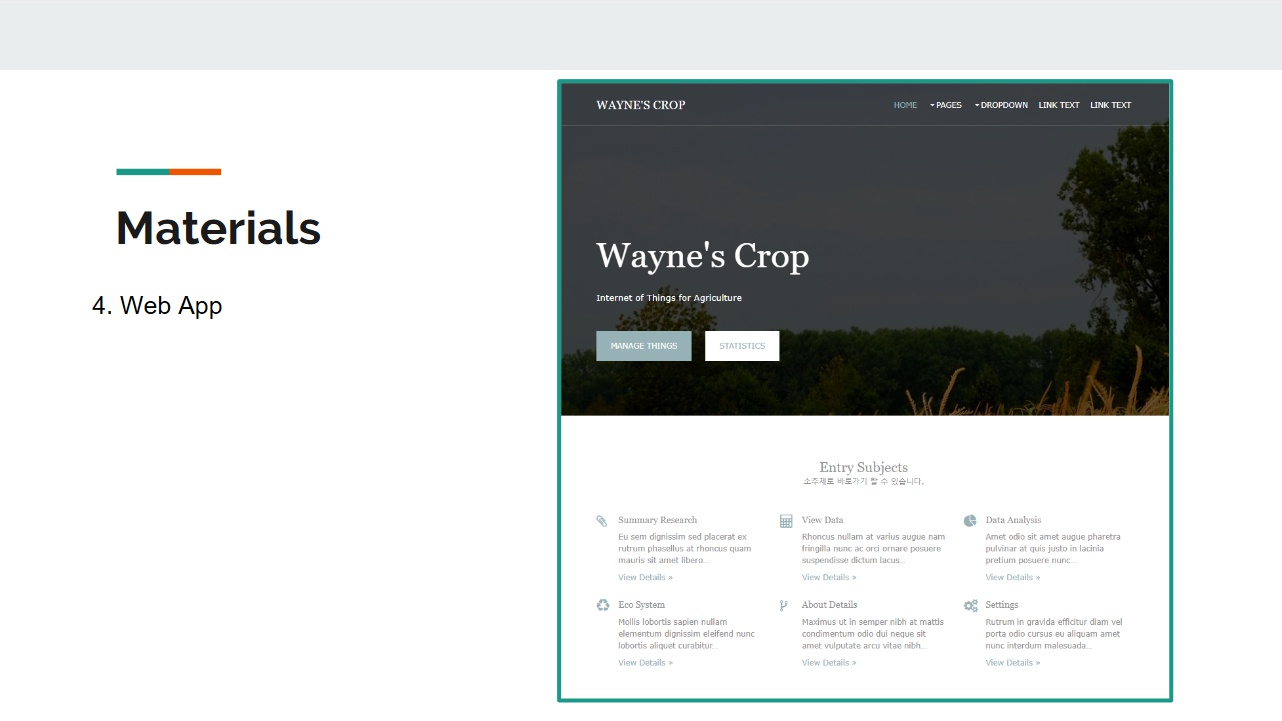 Materials
4. Web App
WAYNE'S CROP
HOME PAGES DROPDOWN LINK TEXT LINK TEXT
Wayne's Crop
Internet of Things for Agriculture
MANAGE THINGS STATISTICS
Entry Subjects
소주제로 바로가기 할 수 있습니다.
Summary Research
Eu sem dignissim sed placerat ex
rutrum phasellus at rhoncus quam
mauris sit amet libero...
View Details »
View Data
Rhoncus nullam at varius augue nam
fringilla nunc ac orci ornare posuere
suspendisse dictum lacus...
View Details »
Data Analysis
Amet odio sit amet augue pharetra
pulvinar at quis justo in lacinia
pretium posuere nunc...
View Details »
Eco System
Mollis lobortis sapien nullam
elementum dignissim eleifend nunc
lobortis aliquet curabitur...
View Details »
About Details
Maximus ut in semper nibh at mattis
condimentum odio dui neque sit
amet vulputate arcu vitae nibh...
View Details »
Settings
Rutrum in gravida efficitur diam vel
porta odio cursus eu aliquam amet
nunc interdum malesuada...
View Details »